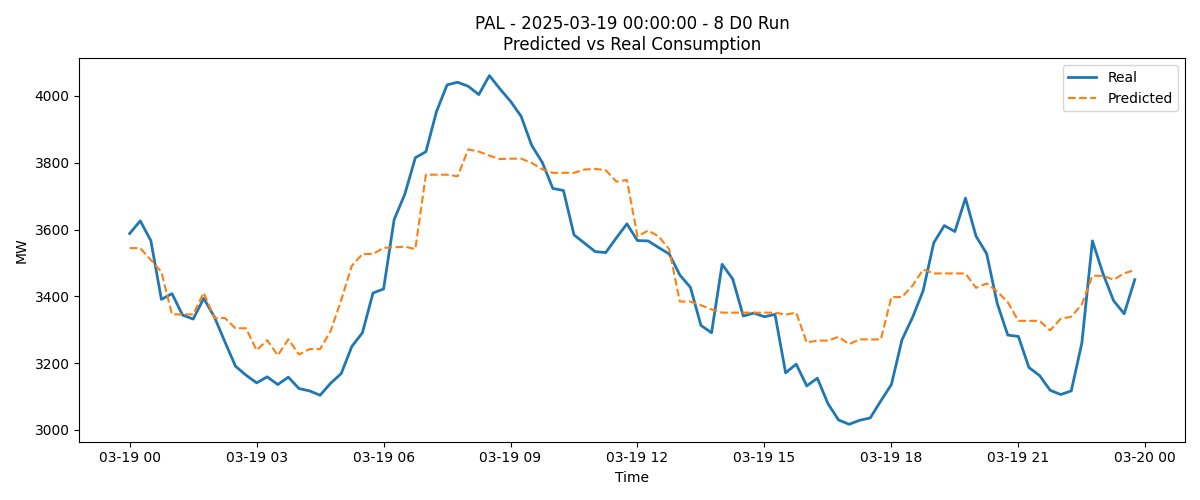 PAL - 2025-03-19 00:00:00 - 8 D0 Run
Predicted vs Real Consumption
Real
Predicted
MW
4000
3800
3600
3400
3200
3000
03-19 00
03-19 03
03-19 06
03-19 09
03-19 12
03-19 15
03-19 18
03-19 21
03-20 00
Time